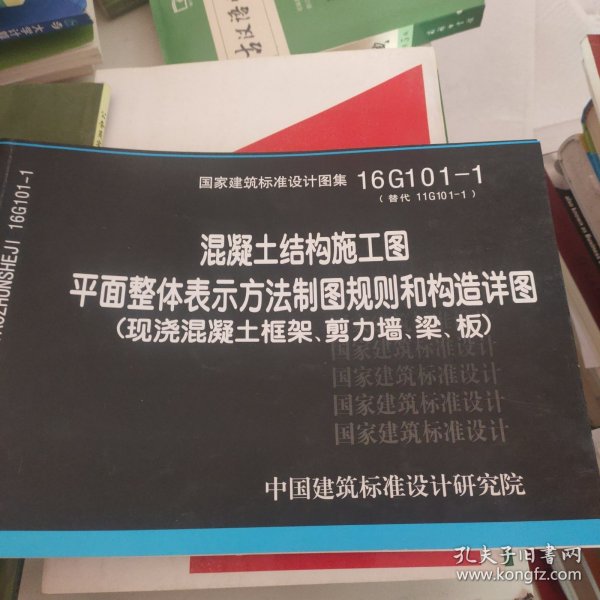 古汉语
国家建筑标准设计图集 16G101-1
(替代 11G101-1)
混凝土结构施工图
平面整体表示方法制图规则和构造详图
(现浇混凝土框架、剪力墙、梁、板)
国家建筑标准设计
国家建筑标准设计
国家建筑标准设计
国家建筑标准设计
中国建筑标准设计研究院
AOZHUNSHEJI 16G101-1
孔夫子旧书网
www.kongfz.com